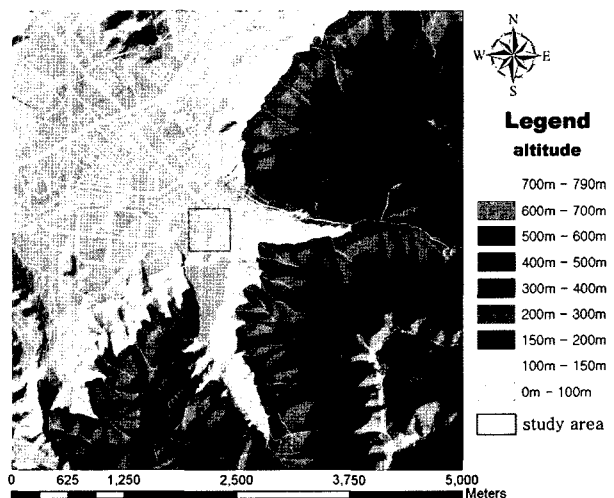 N
W E
S
Legend
altitude
700m - 790m
600m - 700m
500m - 600m
400m - 500m
300m - 400m
200m - 300m
150m - 200m
100m - 150m
0m - 100m
study area
0 625 1,250 2,500 3,750 5,000
Meters